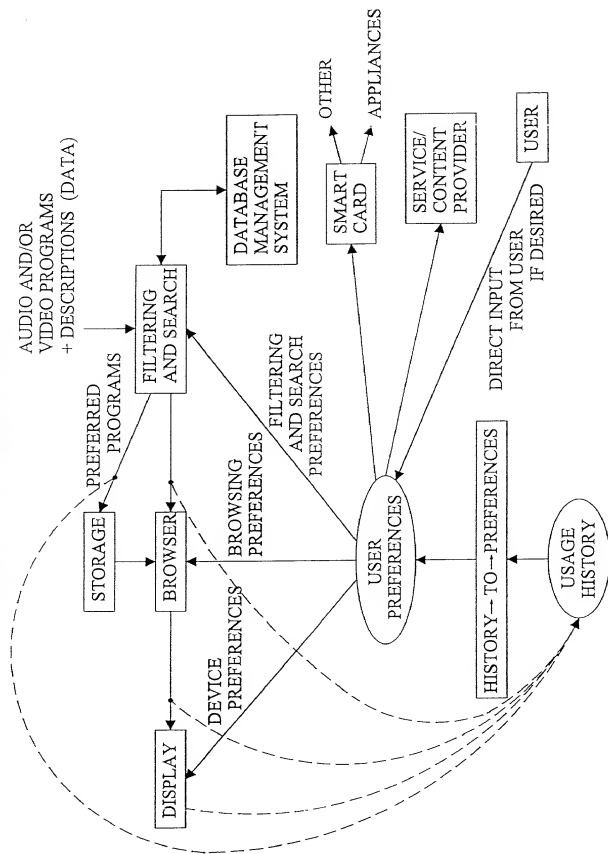 AUDIO AND/OR
VIDEO PROGRAMS
+ DESCRIPTIONS (DATA)
PREFERRED
PROGRAMS
FILTERING
AND SEARCH
DATABASE
MANAGEMENT
SYSTEM
STORAGE
BROWSER
DISPLAY
DEVICE
PREFERENCES
BROWSING
PREFERENCES
FILTERING
AND SEARCH
PREFERENCES
OTHER
APPLIANCES
SMART
CARD
SERVICE/
CONTENT
PROVIDER
USER
DIRECT INPUT
FROM USER
IF DESIRED
USER
PREFERENCES
HISTORY→TO→PREFERENCES
USAGE
HISTORY